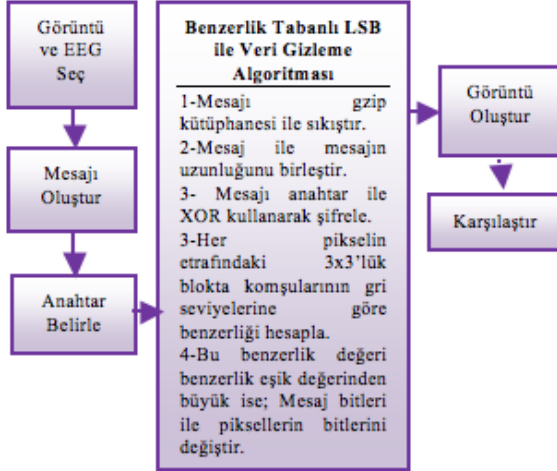 Görüntü
ve EEG
Seç
Mesajı
Oluştur
Anahtar
Belirle
Benzerlik Tabanlı LSB
ile Veri Gizleme
Algoritması
1-Mesajı gzip
kütüphanesi ile sıkıştır.
2-Mesaj ile mesajın
uzunluğunu birleştir.
3- Mesajı anahtar ile
XOR kullanarak şifrele.
3-Her pikselin
etrafındaki 3x3’lük
blokta komşularının gri
seviyelerine göre
benzerliği hesapla.
4-Bu benzerlik değeri
benzerlik eşik değerinden
büyük ise; Mesaj bitleri
ile piksellerin bitlerini
değiştir.
Görüntü
Oluştur
Karşılaştır